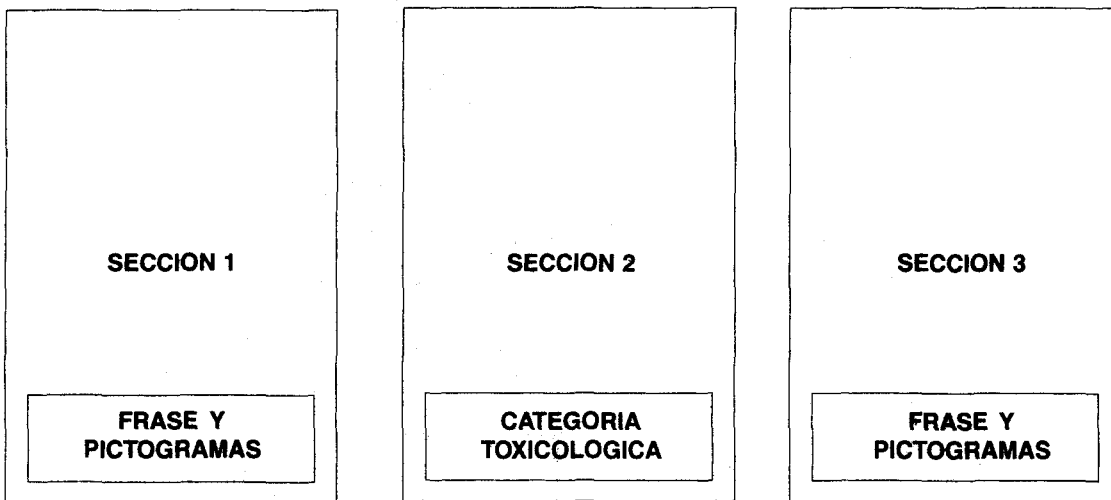 SECCION 1
FRASE Y
PICTOGRAMAS
SECCION 2
CATEGORIA
TOXICOLOGICA
SECCION 3
FRASE Y
PICTOGRAMAS